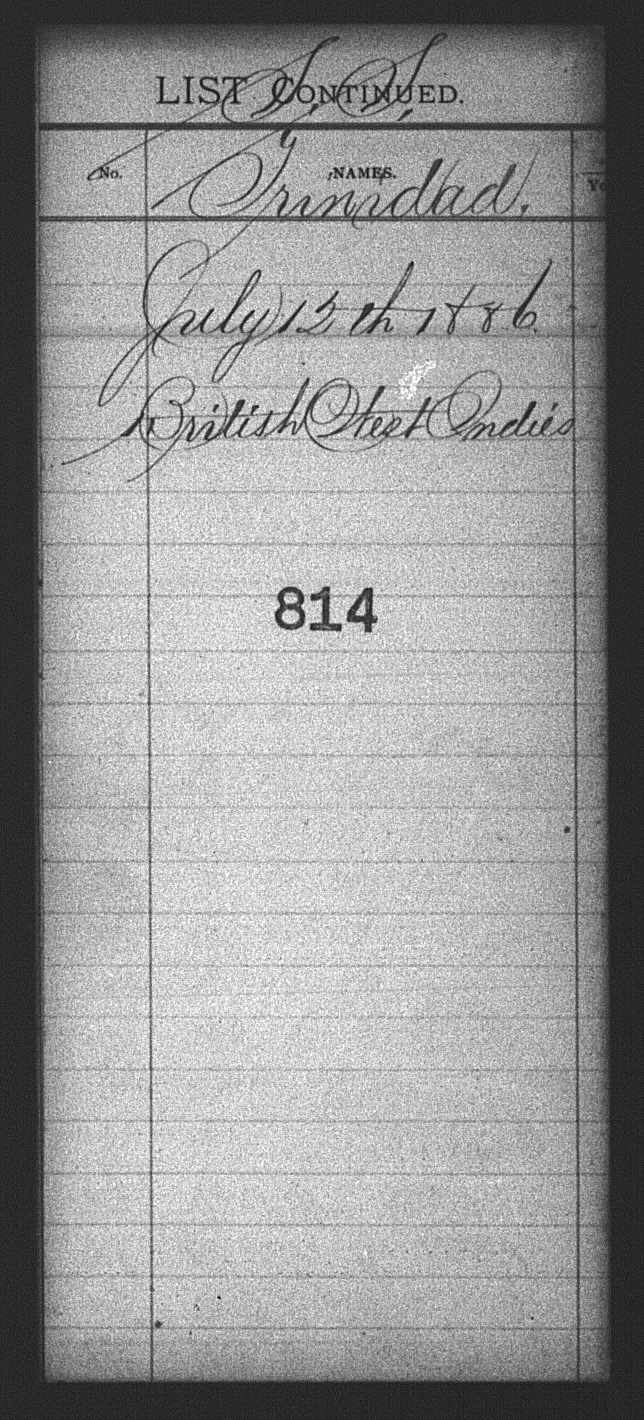 LIST CONTINUED.
S. S.
No.
NAMES.
Trinidad.
July 12th 1886.
British West Indies
814